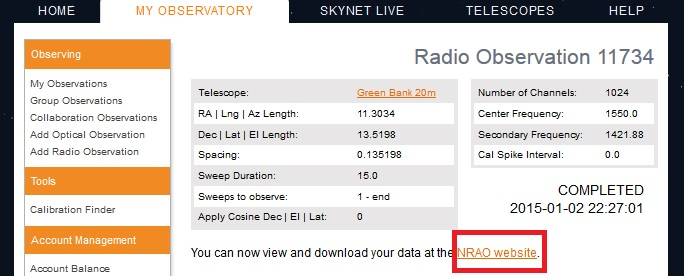 HOME MY OBSERVATORY SKYNET LIVE TELESCOPES HELP
Observing
My Observations
Group Observations
Collaboration Observations
Add Optical Observation
Add Radio Observation
Tools
Calibration Finder
Account Management
Account Balance
Radio Observation 11734
Telescope: Green Bank 20m
RA | Lng | Az Length: 11.3034
Dec | Lat | El Length: 13.5198
Spacing: 0.135198
Sweep Duration: 15.0
Sweeps to observe: 1 - end
Apply Cosine Dec | El | Lat: 0
Number of Channels: 1024
Center Frequency: 1550.0
Secondary Frequency: 1421.88
Cal Spike Interval: 0.0
COMPLETED
2015-01-02 22:27:01
You can now view and download your data at the NRAO website.